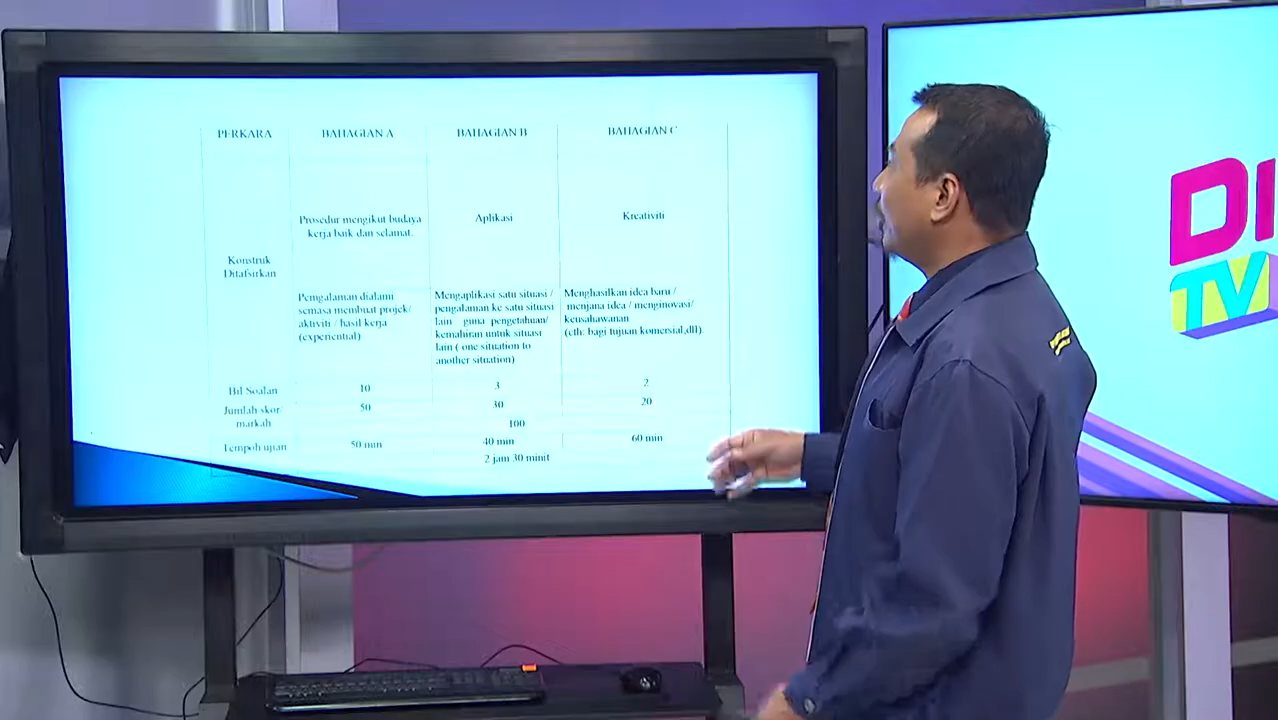 PERKARA BAHAGIAN A BAHAGIAN B BAHAGIAN C
Prosedur mengikut budaya
kerja baik dan selamat.
Aplikasi
Kreativiti
Konstruk
Ditafsirkan
Pemgalaman dialami
semasa membuat projek/
aktiviti / hasil kerja
(experiential)
Mengaplikasi satu situasi /
pengalaman ke satu situasi
lain guna pengetahuan/
kemahiran untuk situasi
lain ( one situation to
another situation)
Menghasilkan idea baru /
menjana idea / menginovasi/
keusahawanan
(cth: bagi tujuan komersial,dll).
Bil Soalan 10 3 2
Jumlah skor/
markah
50 30 20
100
Tempoh ujian 50 min 40 min 60 min
2 jam 30 minit
DI
TV